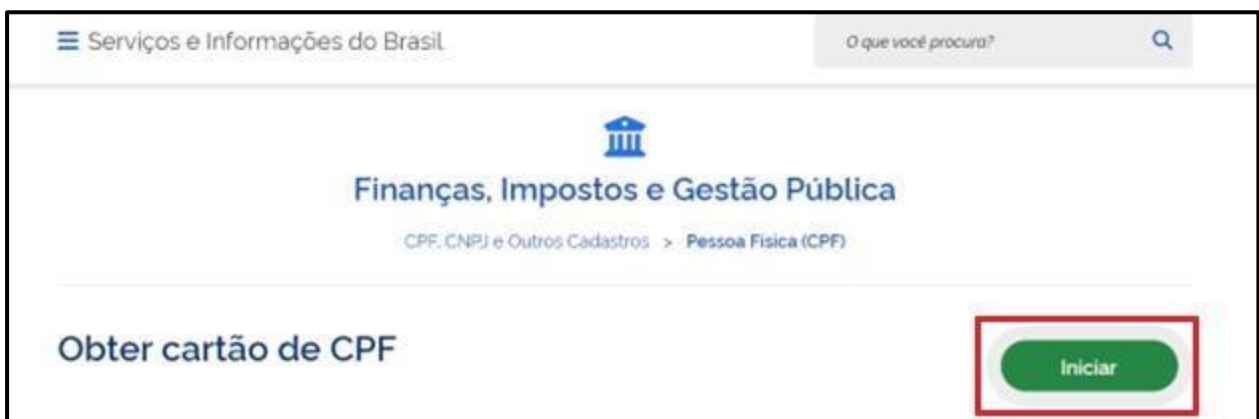 Serviços e Informações do Brasil
O que você procura?
Finanças, Impostos e Gestão Pública
CPF, CNPJ e Outros Cadastros > Pessoa Física (CPF)
Obter cartão de CPF
Iniciar